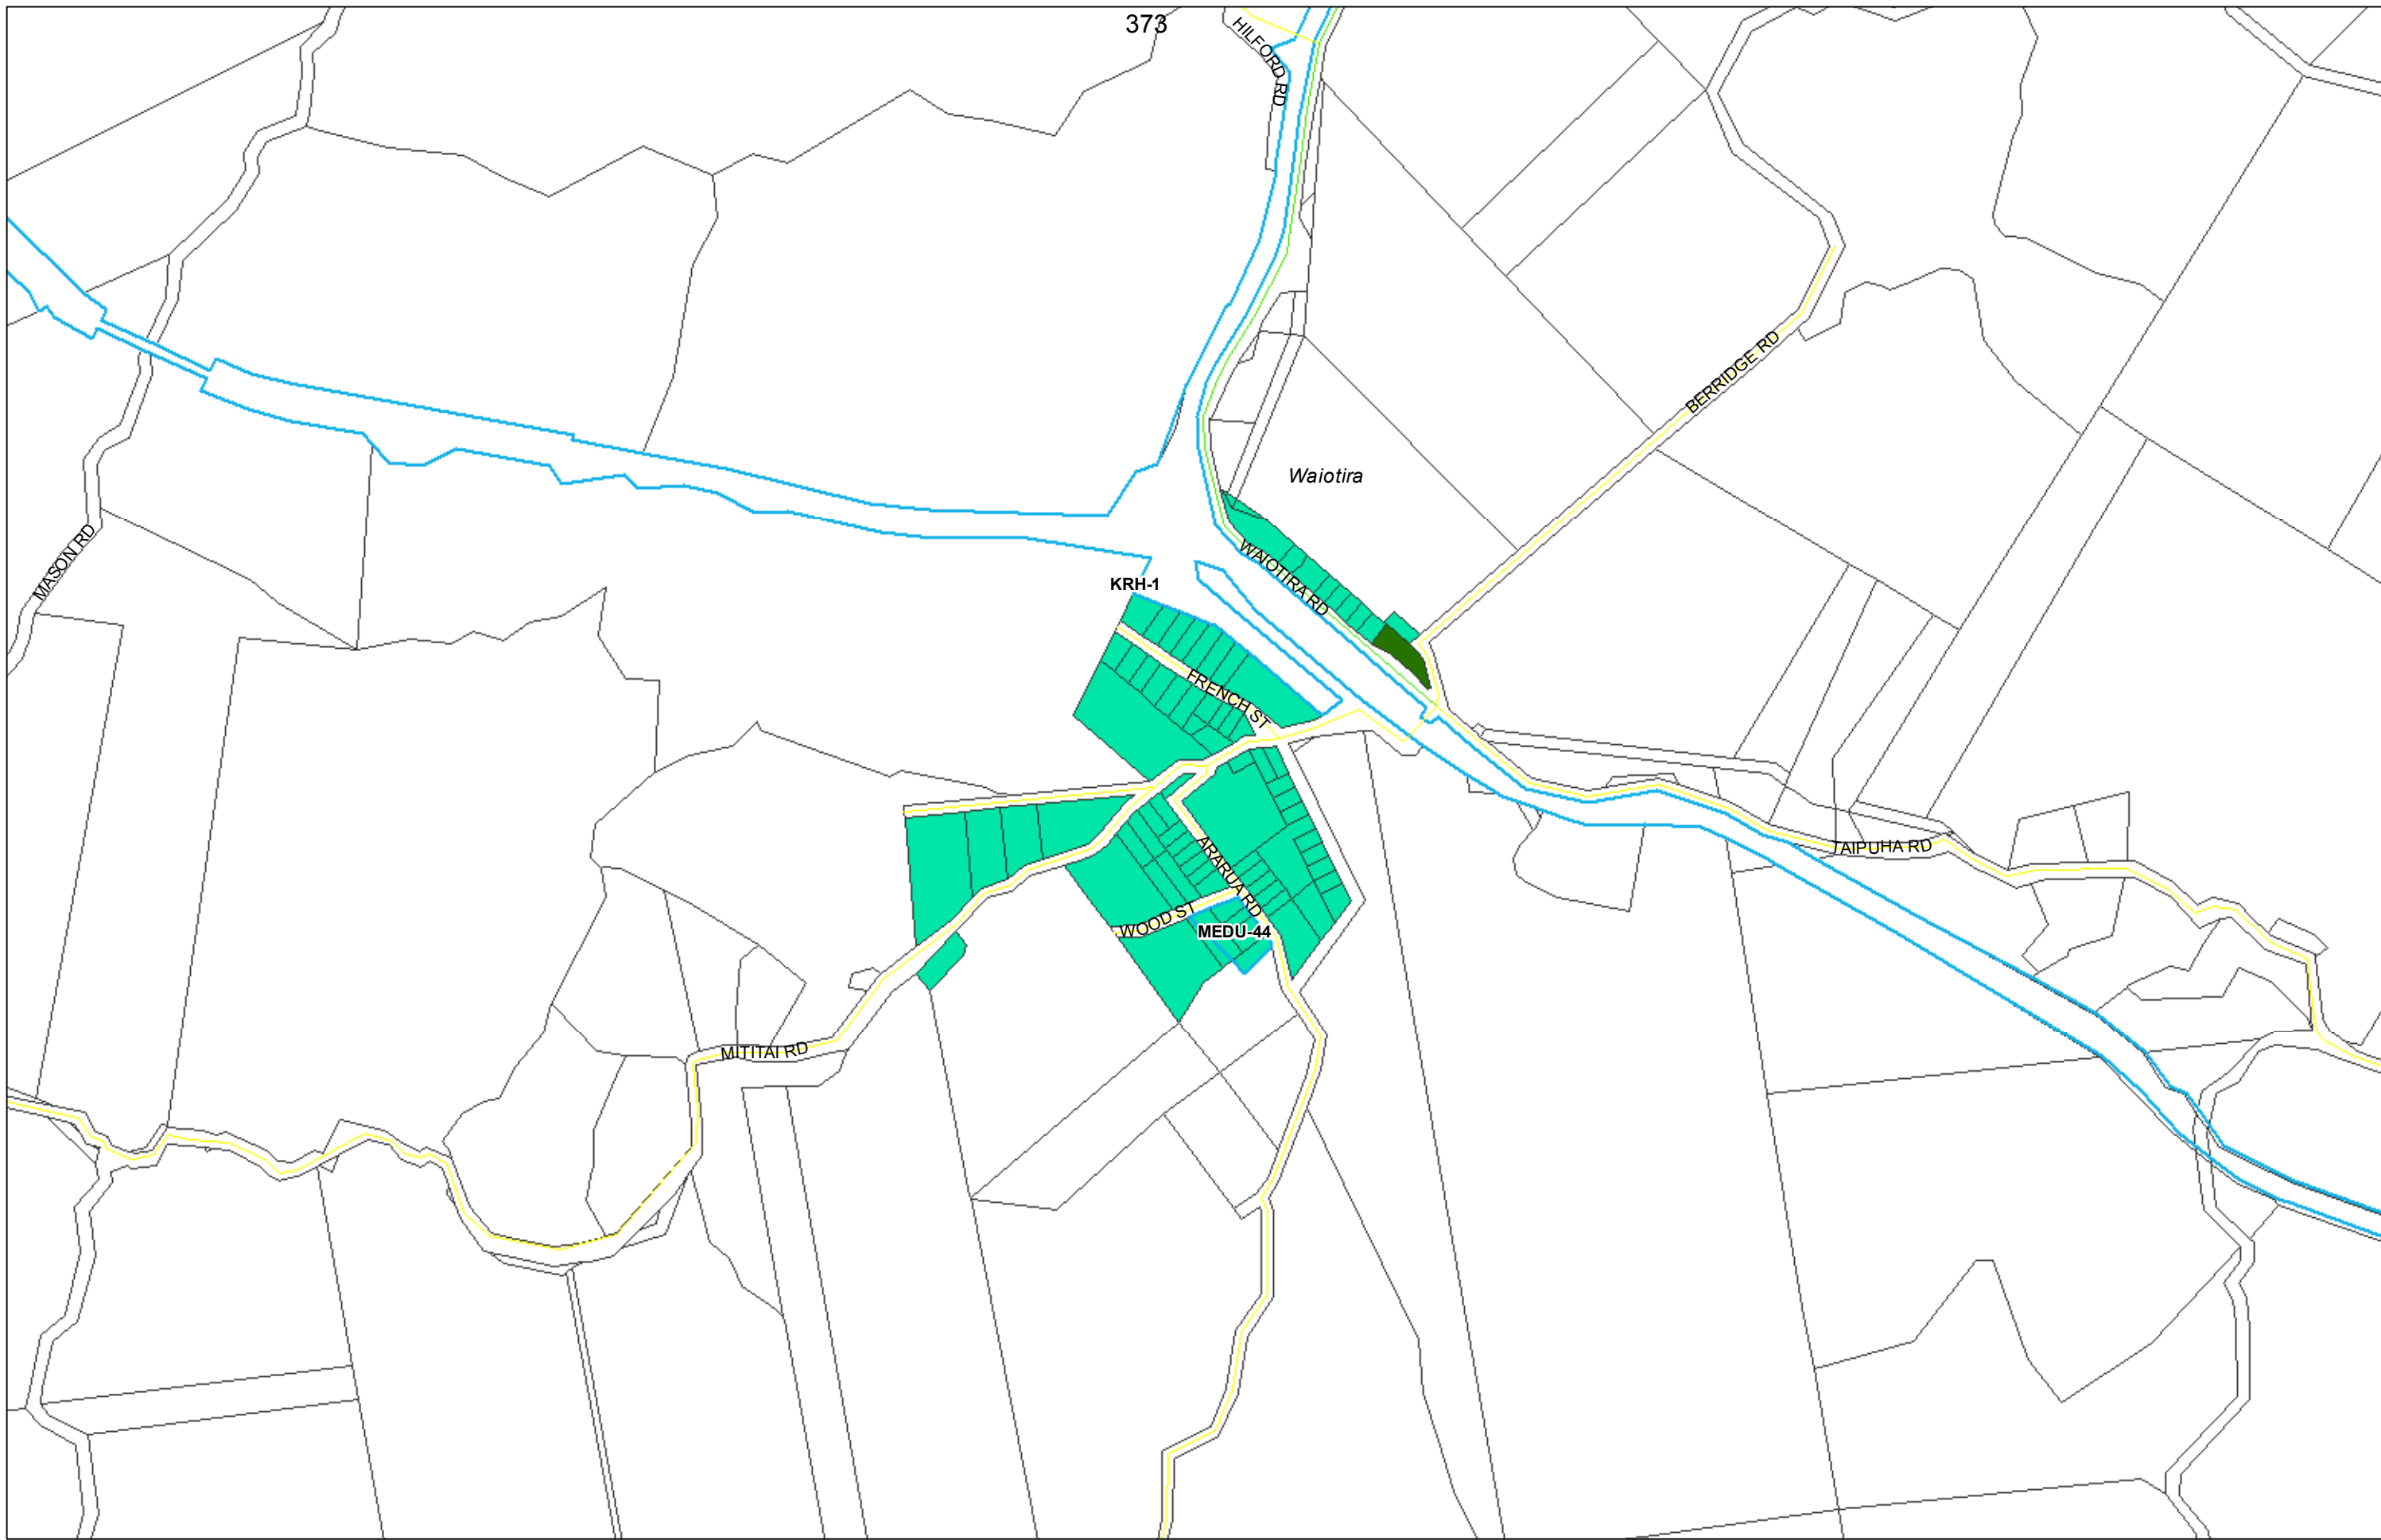 373
HILFORD RD
BERRIDGE RD
Waiotira
MASON RD
WAIOTIRA RD
KRH-1
FRENCH ST
TAIPUHA RD
ARARUA RD
WOOD ST
MEDU-44
MITITAI RD